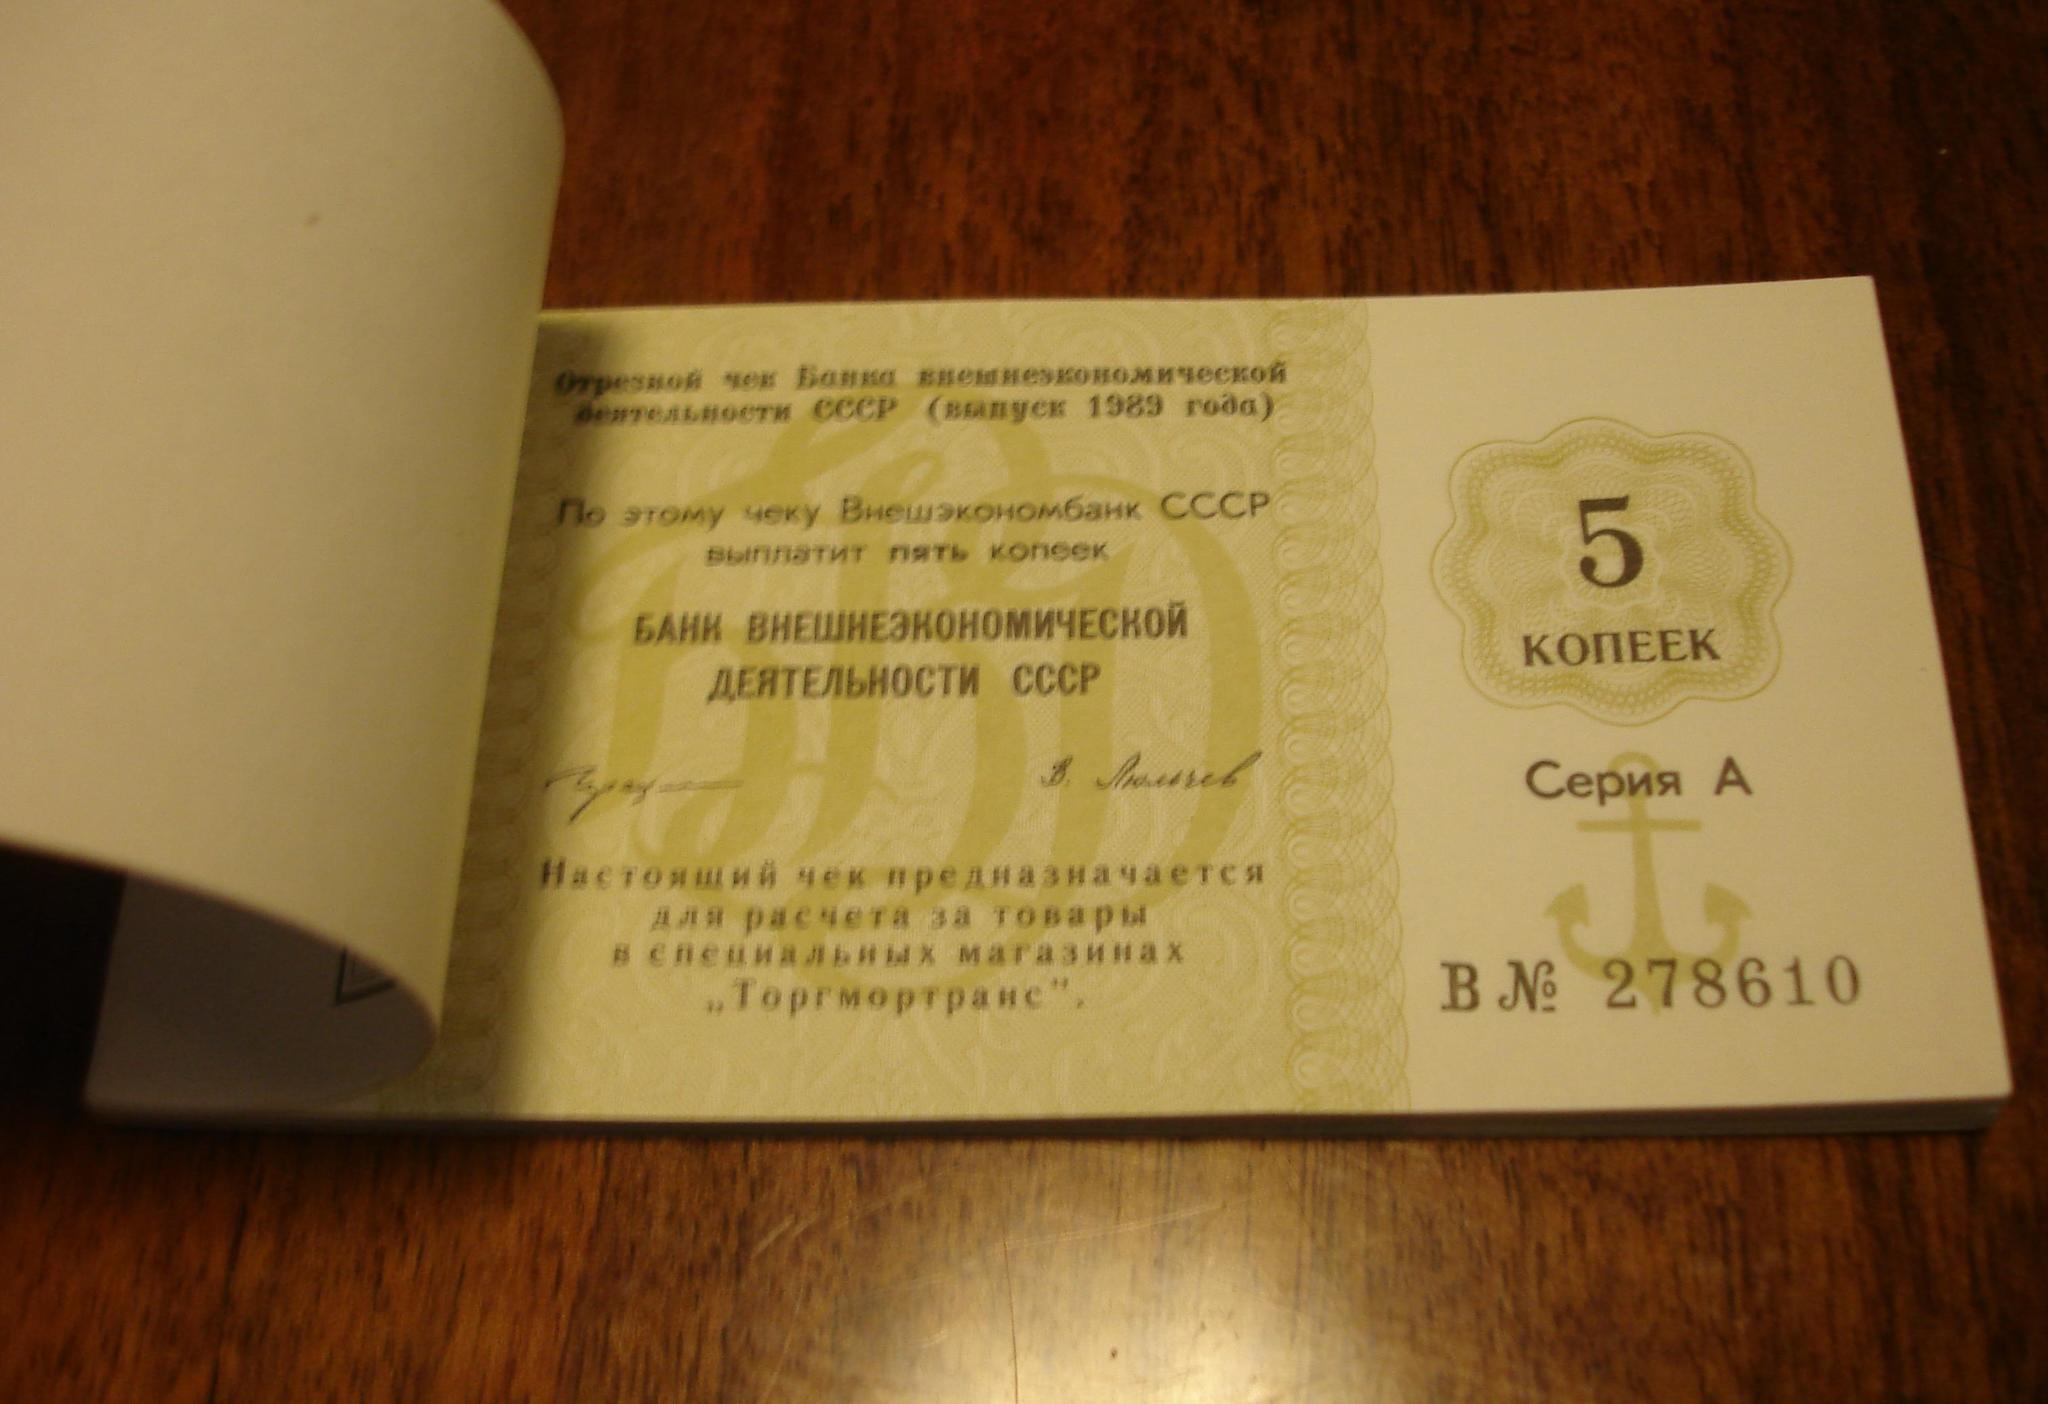 Отрезной чек Банка внешнеэкономической
деятельности СССР (выпуск 1989 года)
По этому чеку Внешэкономбанк СССР
выплатит пять копеек
БАНК ВНЕШНЕЭКОНОМИЧЕСКОЙ
ДЕЯТЕЛЬНОСТИ СССР
В. Люльчев
Настоящий чек предназначается
для расчета за товары
в специальных магазинах
„Торгмортранс".
5
КОПЕЕК
Серия А
В № 278610